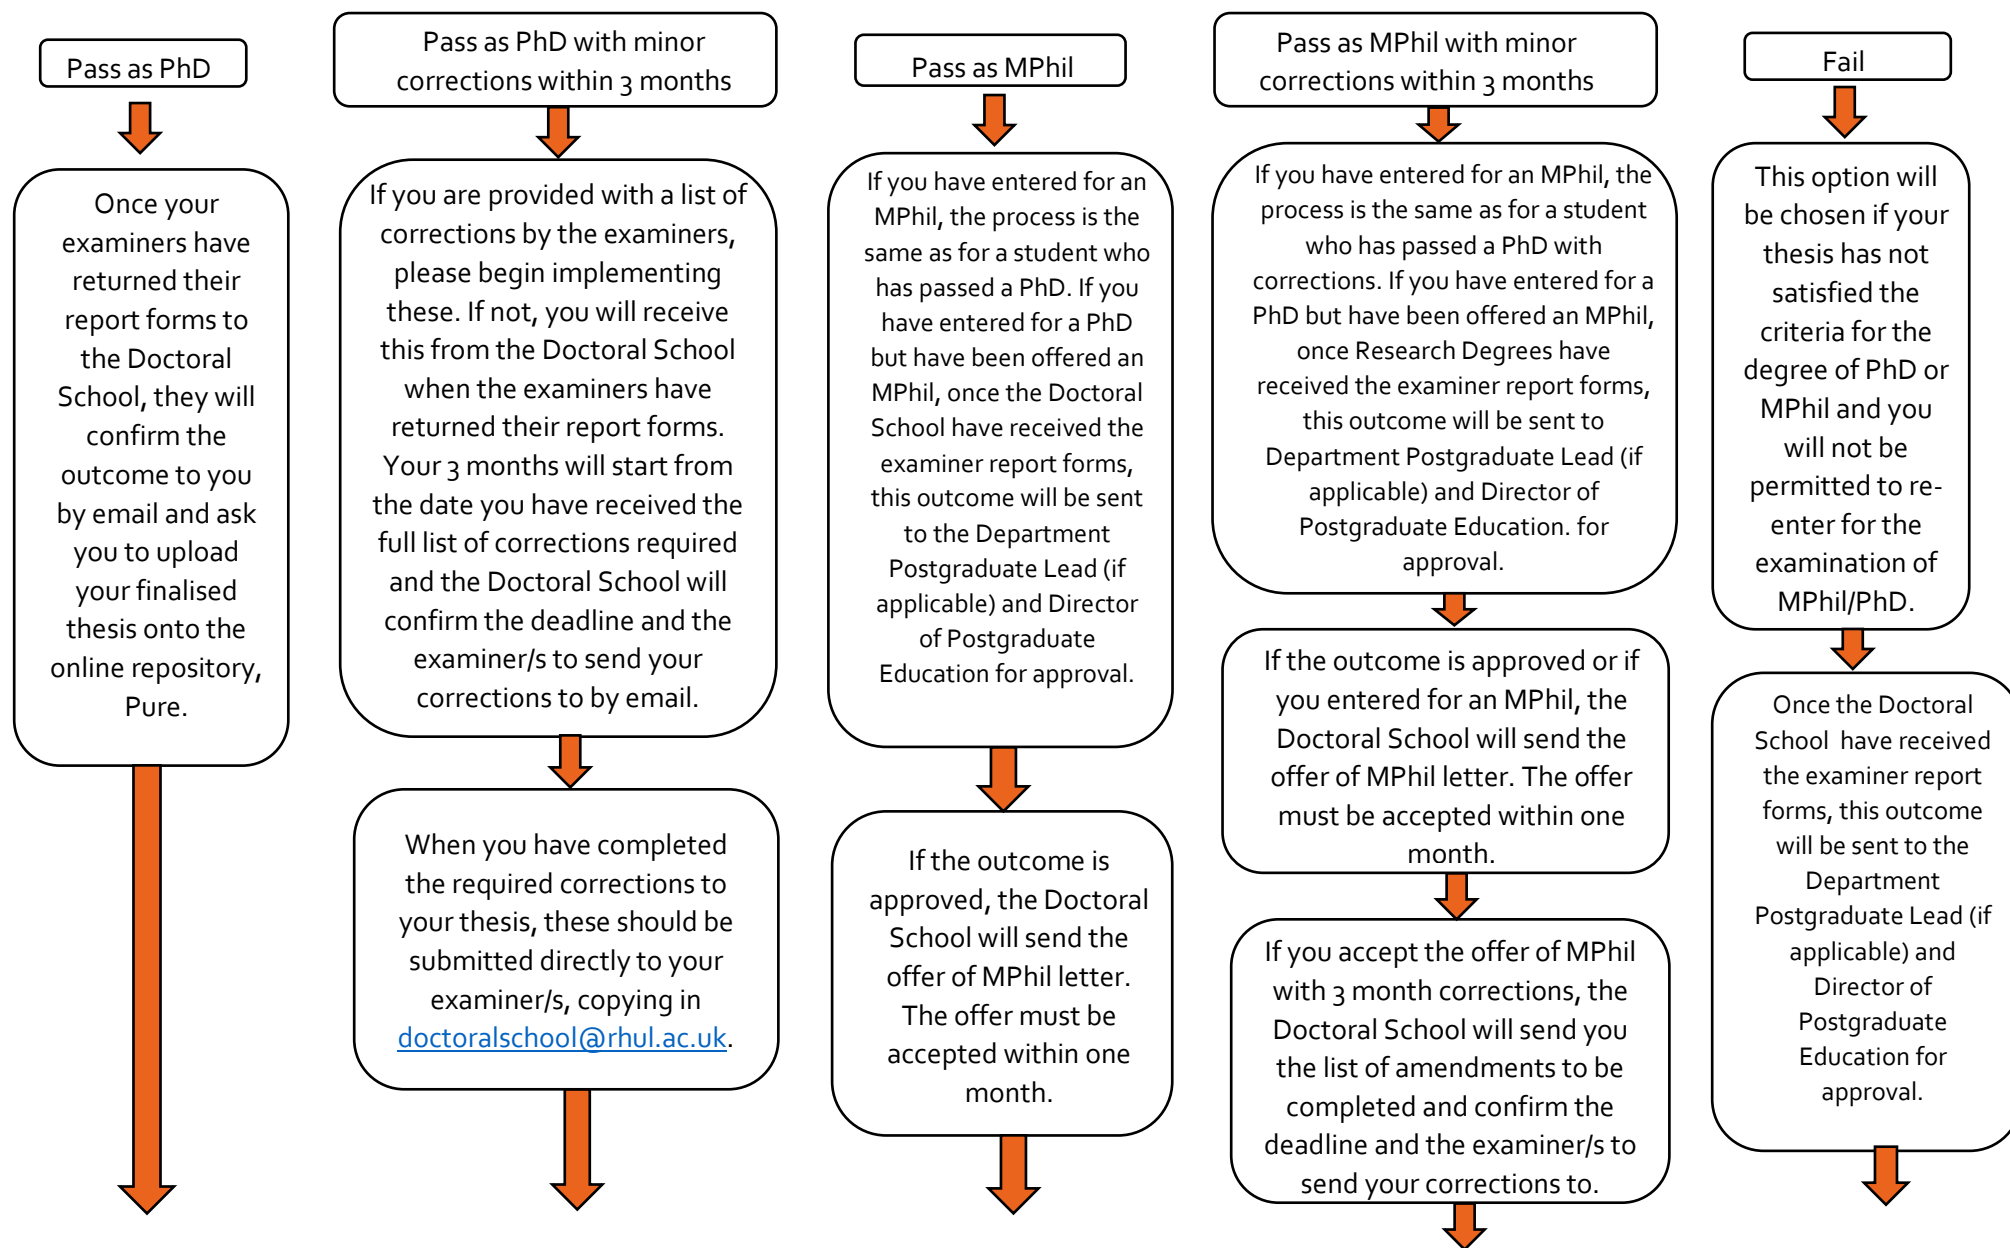 Pass as PhD
Once your
examiners have
returned their
report forms to
the Doctoral
School, they will
confirm the
outcome to you
by email and ask
you to upload
your finalised
thesis onto the
online repository,
Pure.
Pass as PhD with minor
corrections within 3 months
If you are provided with a list of
corrections by the examiners,
please begin implementing
these. If not, you will receive
this from the Doctoral School
when the examiners have
returned their report forms.
Your 3 months will start from
the date you have received the
full list of corrections required
and the Doctoral School will
confirm the deadline and the
examiner/s to send your
corrections to by email.
When you have completed
the required corrections to
your thesis, these should be
submitted directly to your
examiner/s, copying in
doctoralschool@rhul.ac.uk.
Pass as MPhil
If you have entered for an
MPhil, the process is the
same as for a student who
has passed a PhD. If you
have entered for a PhD
but have been offered an
MPhil, once the Doctoral
School have received the
examiner report forms,
this outcome will be sent
to the Department
Postgraduate Lead (if
applicable) and Director
of Postgraduate
Education for approval.
If the outcome is
approved, the Doctoral
School will send the
offer of MPhil letter.
The offer must be
accepted within one
month.
Pass as MPhil with minor
corrections within 3 months
If you have entered for an MPhil, the
process is the same as for a student
who has passed a PhD with
corrections. If you have entered for a
PhD but have been offered an MPhil,
once Research Degrees have
received the examiner report forms,
this outcome will be sent to
Department Postgraduate Lead (if
applicable) and Director of
Postgraduate Education. for
approval.
If the outcome is approved or if
you entered for an MPhil, the
Doctoral School will send the
offer of MPhil letter. The offer
must be accepted within one
month.
If you accept the offer of MPhil
with 3 month corrections, the
Doctoral School will send you
the list of amendments to be
completed and confirm the
deadline and the examiner/s to
send your corrections to.
Fail
This option will
be chosen if your
thesis has not
satisfied the
criteria for the
degree of PhD or
MPhil and you
will not be
permitted to re-
enter for the
examination of
MPhil/PhD.
Once the Doctoral
School have received
the examiner report
forms, this outcome
will be sent to the
Department
Postgraduate Lead (if
applicable) and
Director of
Postgraduate
Education for
approval.